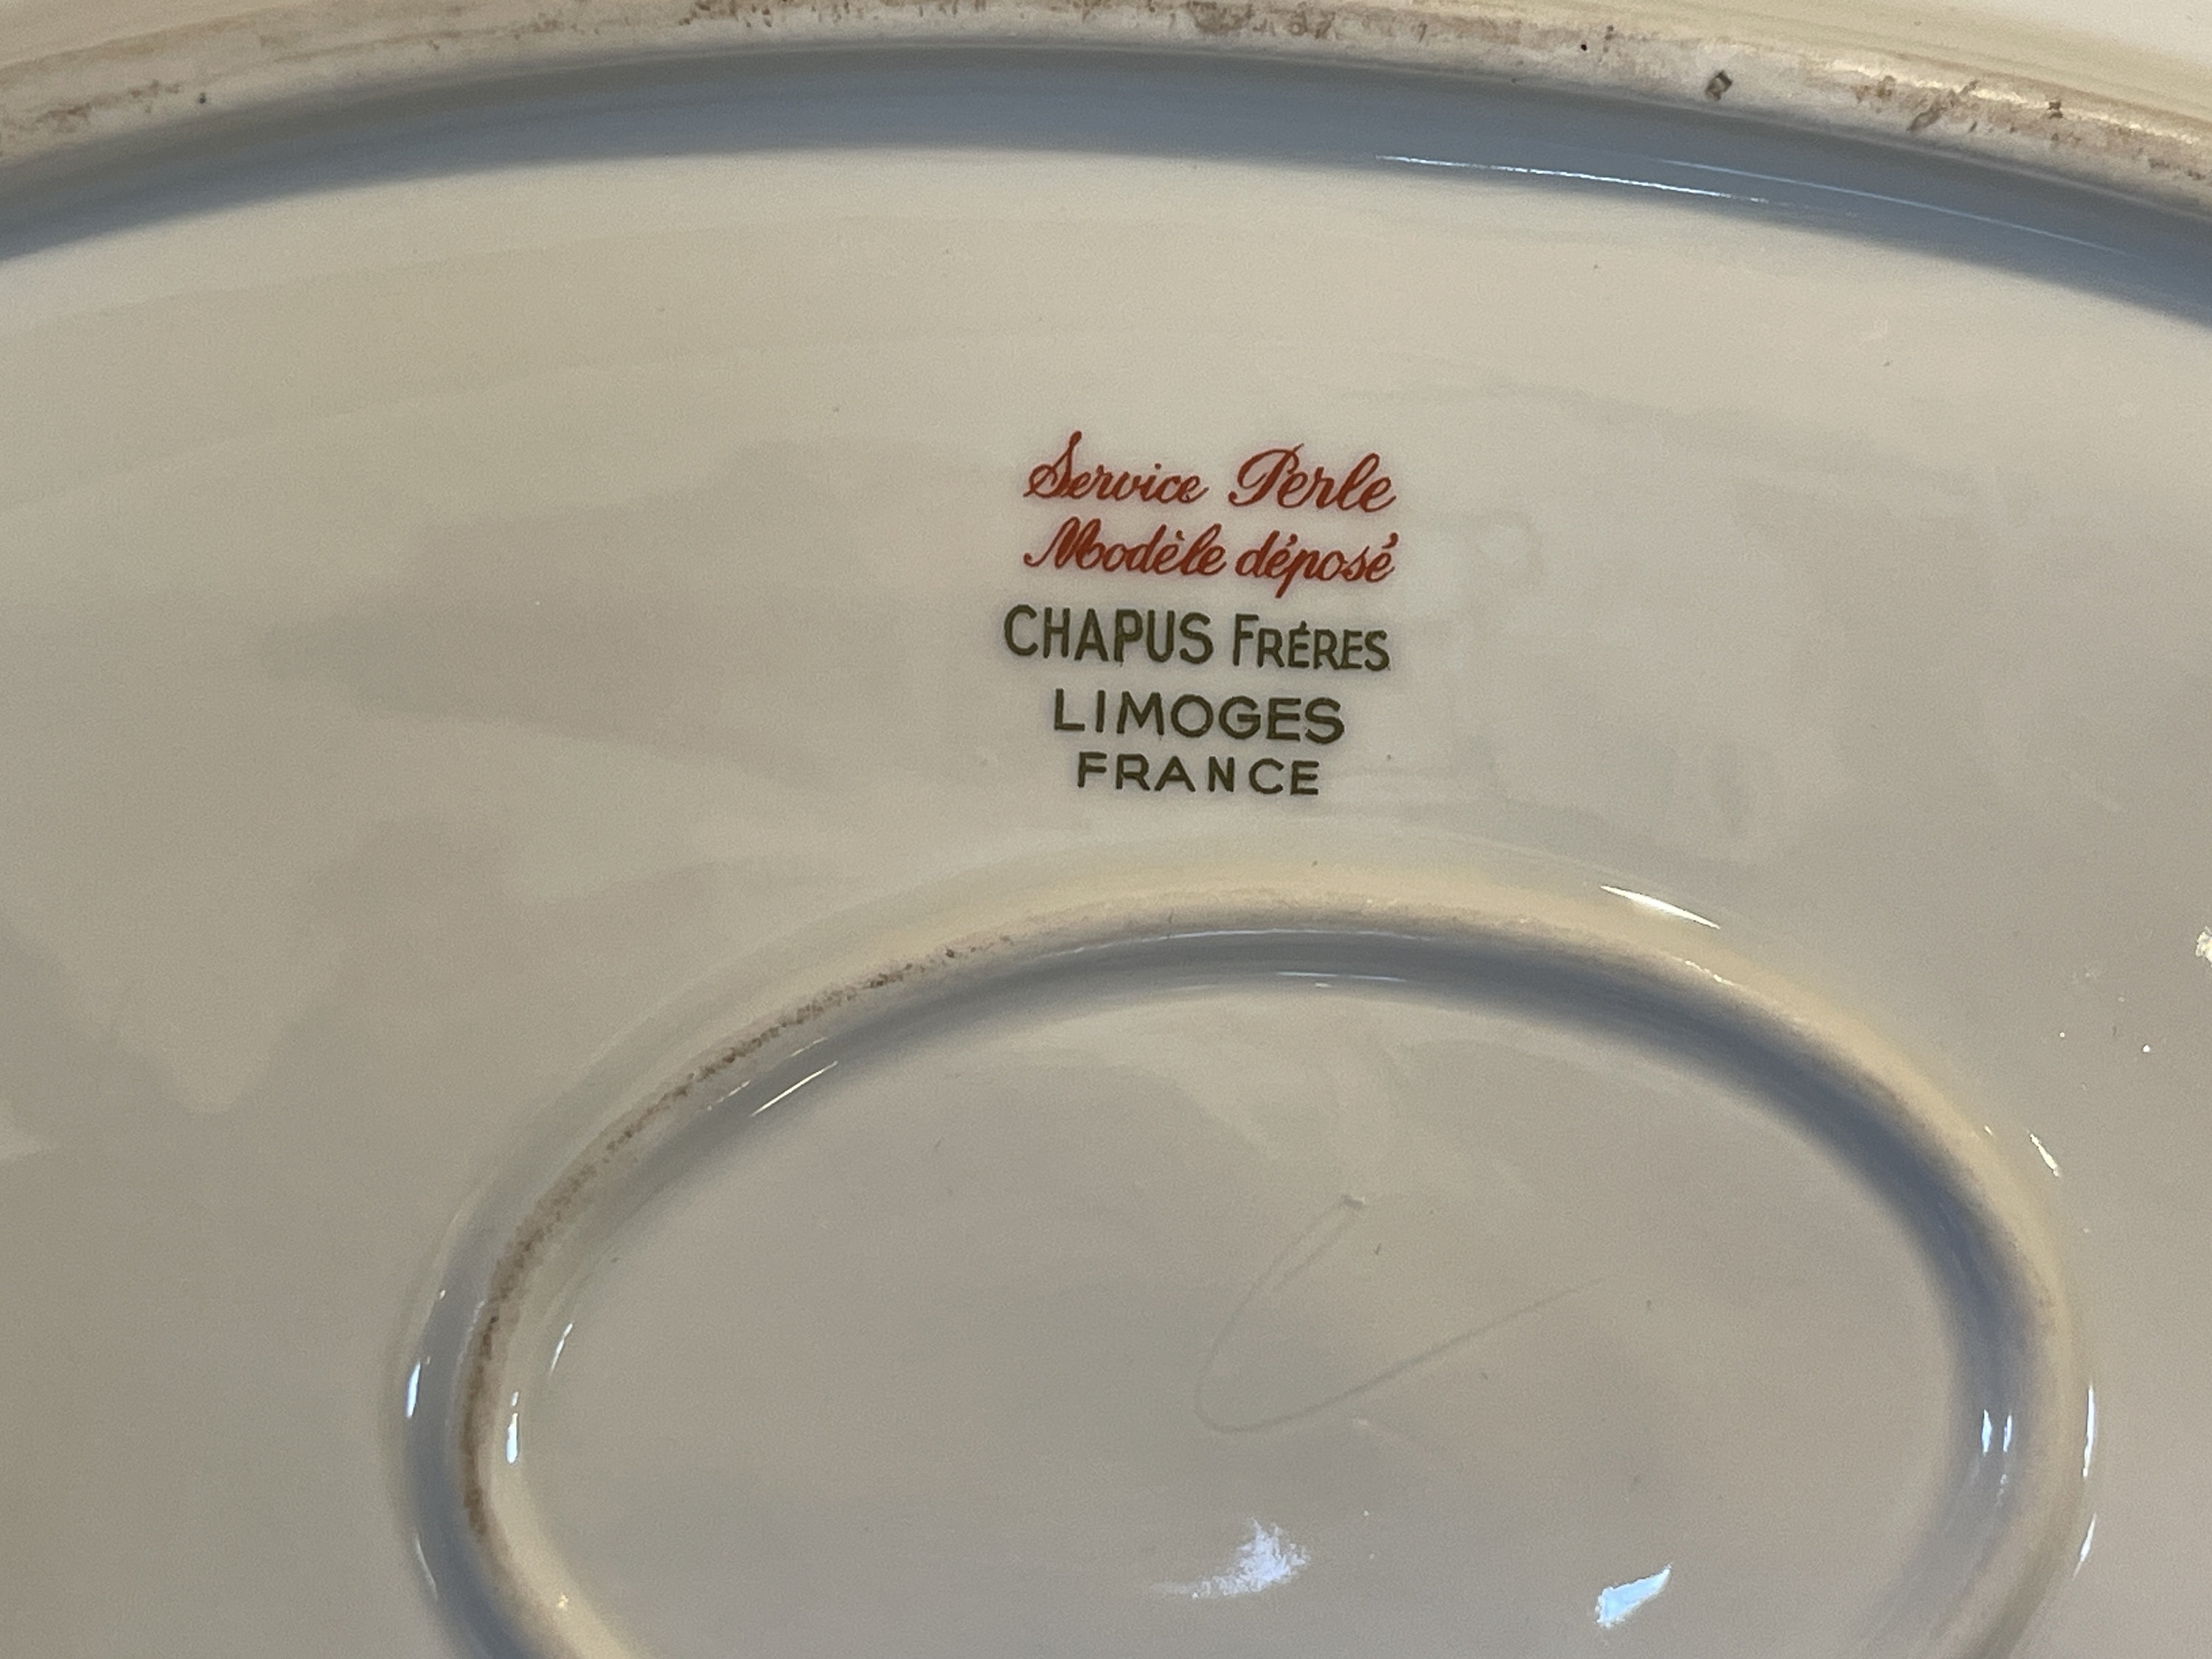 Service Perle
Modèle déposé
CHAPUS FRÉRES
LIMOGES
FRANCE